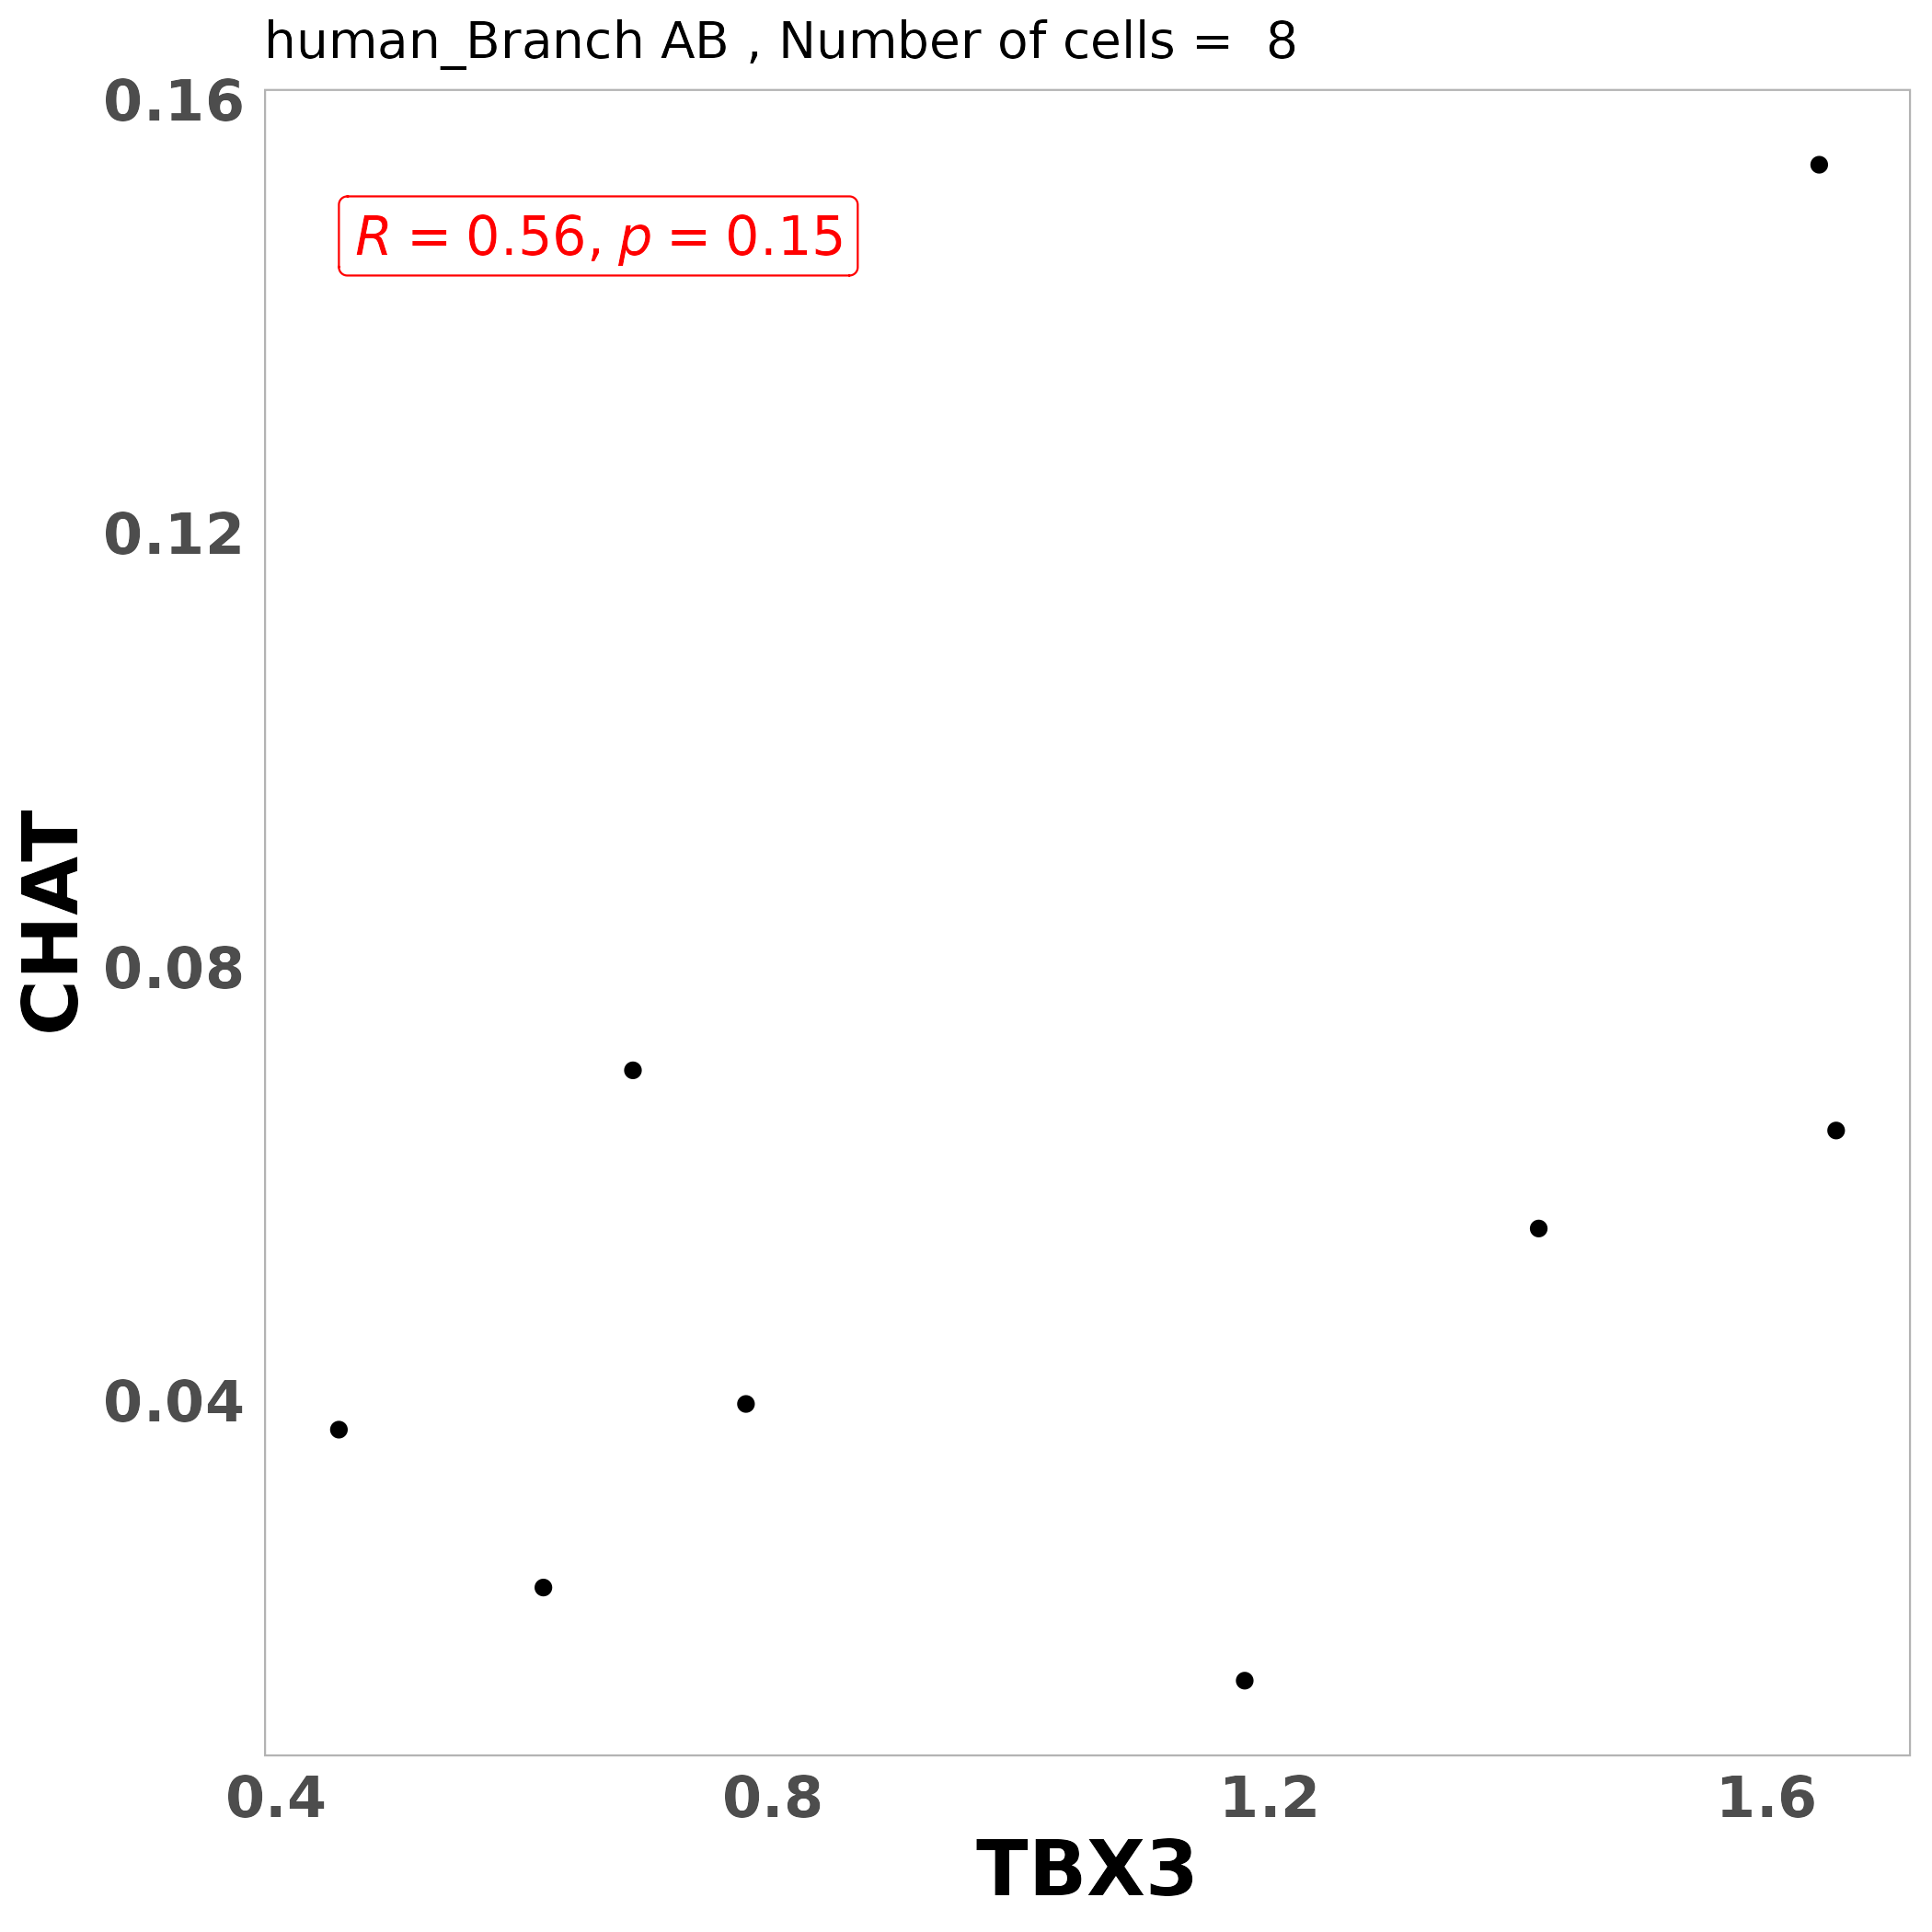 human_Branch AB , Number of cells =  8
0.16
R = 0.56, p = 0.15
0.12
CHAT
0.08
0.04
0.4 0.8 1.2 1.6
TBX3